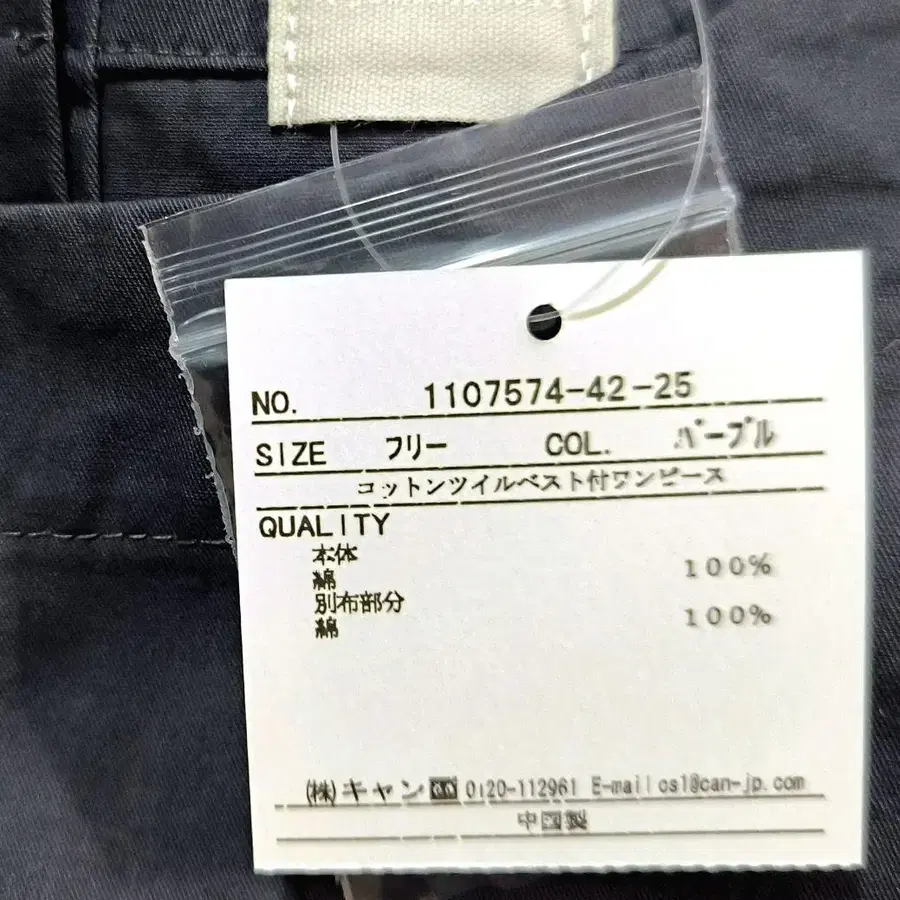 NO. 1107574-42-25
SIZE フリー COL. パープル
コットンツイルベスト付ワンピース
QUALITY
本体
綿 100%
別布部分
綿 100%
(株)キャン 0120-112961 E-mail cs1@can-jp.com
中国製